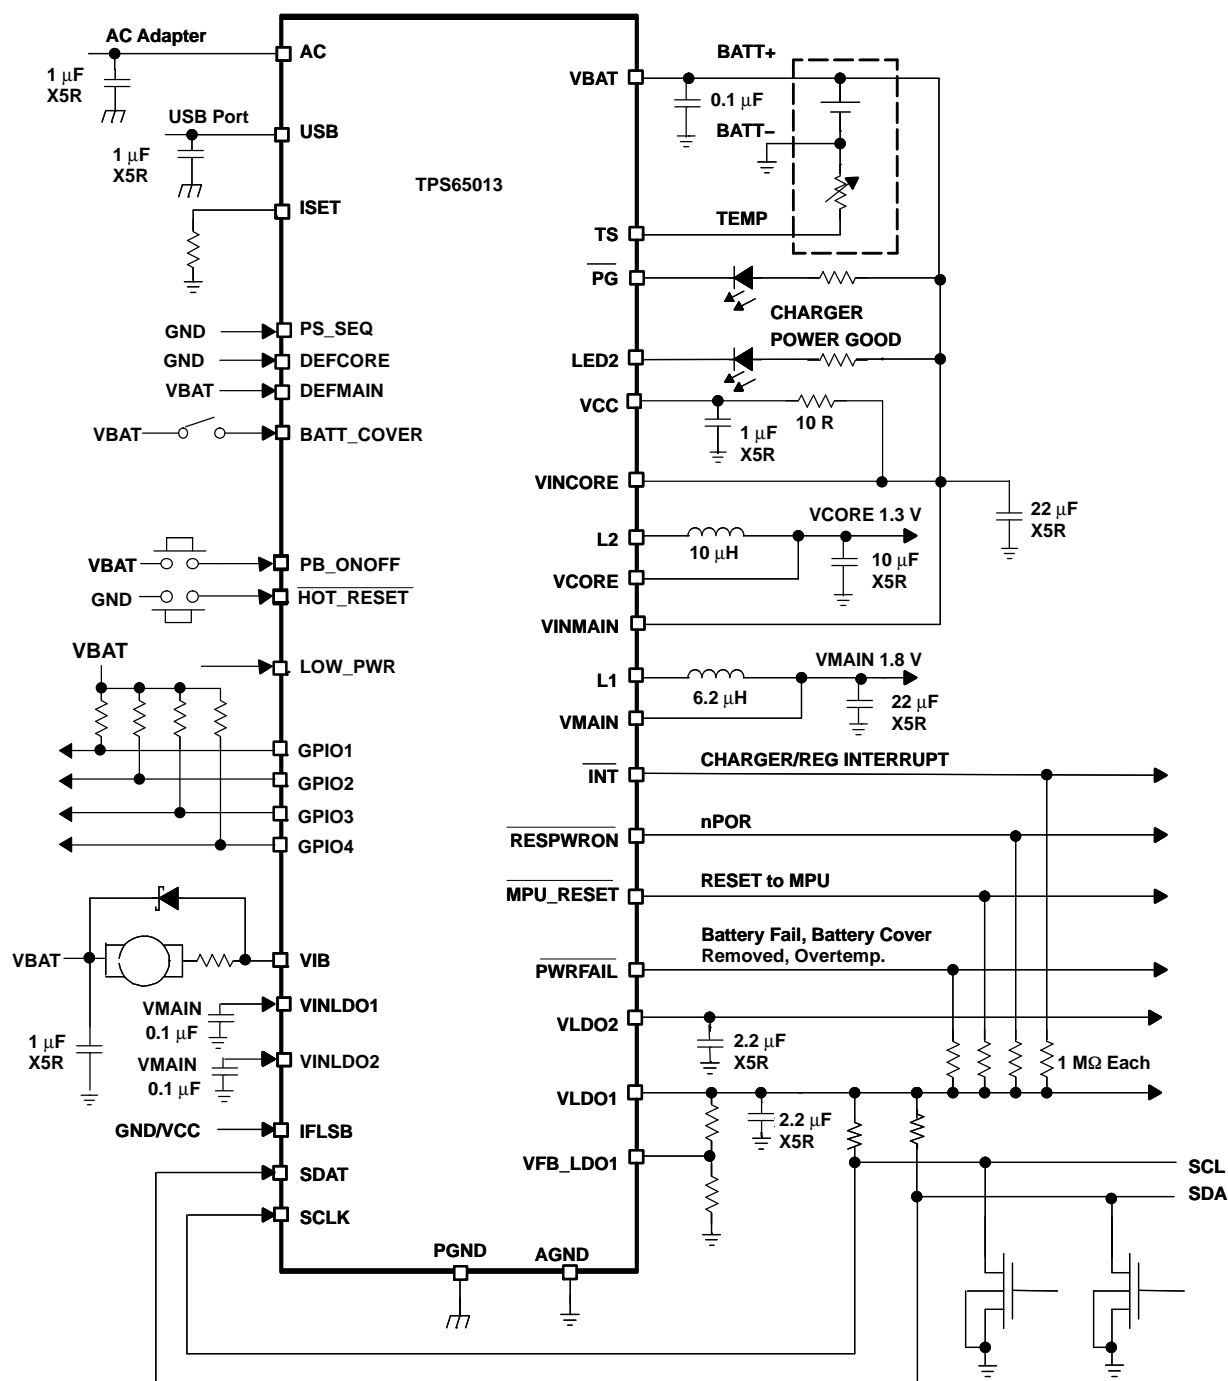 AC Adapter
AC
1 μF
X5R
USB Port
USB
1 μF
X5R
ISET
TPS65013
GND
PS_SEQ
GND
DEFCORE
VBAT
DEFMAIN
VBAT
BATT_COVER
VBAT
PB_ONOFF
GND
HOT_RESET
VBAT
LOW_PWR
GPIO1
GPIO2
GPIO3
GPIO4
VBAT
VIB
1 μF
X5R
VMAIN
0.1 μF
VINLDO1
VMAIN
0.1 μF
VINLDO2
GND/VCC
IFLSB
SDAT
SCLK
PGND
AGND
BATT+
VBAT
0.1 μF
BATT–
TEMP
TS
PG
CHARGER
POWER GOOD
LED2
VCC
10 R
1 μF
X5R
VINCORE
22 μF
X5R
VCORE 1.3 V
L2
10 μH
10 μF
X5R
VCORE
VINMAIN
VMAIN 1.8 V
L1
6.2 μH
22 μF
X5R
VMAIN
CHARGER/REG INTERRUPT
INT
nPOR
RESPWRON
RESET to MPU
MPU_RESET
Battery Fail, Battery Cover
Removed, Overtemp.
PWRFAIL
VLDO2
2.2 μF
X5R
1 MΩ Each
VLDO1
2.2 μF
X5R
VFB_LDO1
SCL
SDA